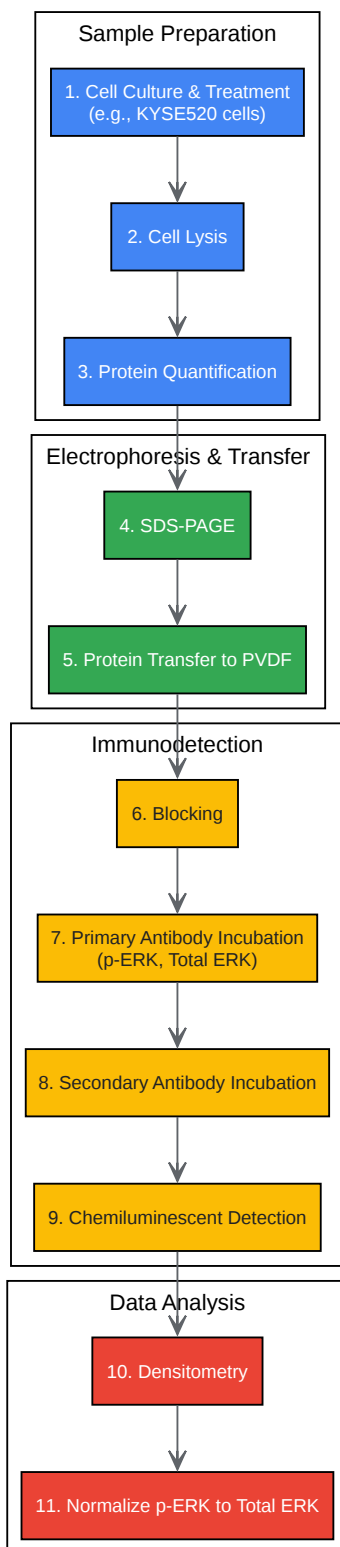 Sample Preparation
1. Cell Culture & Treatment
(e.g., KYSE520 cells)
2. Cell Lysis
3. Protein Quantification
Electrophoresis & Transfer
4. SDS-PAGE
5. Protein Transfer to PVDF
Immunodetection
6. Blocking
7. Primary Antibody Incubation
(p-ERK, Total ERK)
8. Secondary Antibody Incubation
9. Chemiluminescent Detection
Data Analysis
10. Densitometry
11. Normalize p-ERK to Total ERK